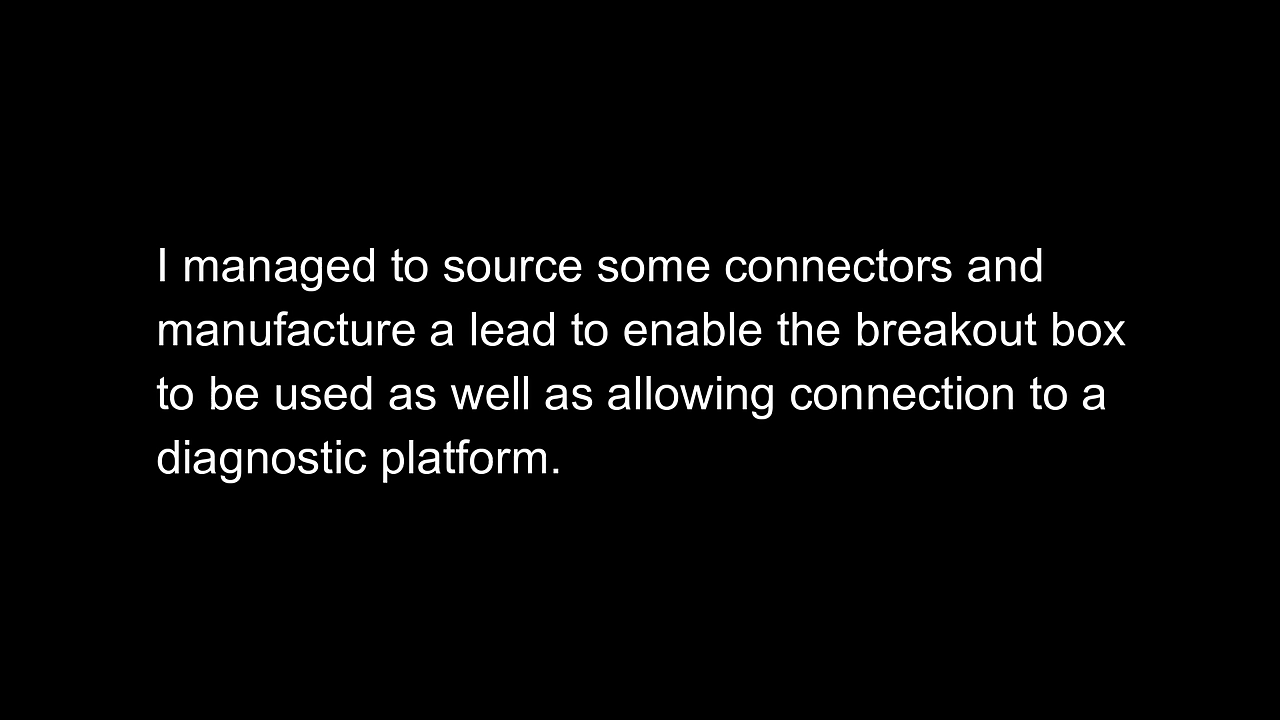 I managed to source some connectors and
manufacture a lead to enable the breakout box
to be used as well as allowing connection to a
diagnostic platform.